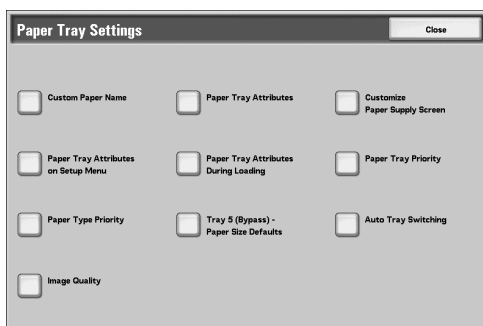 Paper Tray Settings
Close
Custom Paper Name
Paper Tray Attributes
Customize
Paper Supply Screen
Paper Tray Attributes
on Setup Menu
Paper Tray Attributes
During Loading
Paper Tray Priority
Paper Type Priority
Tray 5 (Bypass) -
Paper Size Defaults
Auto Tray Switching
Image Quality